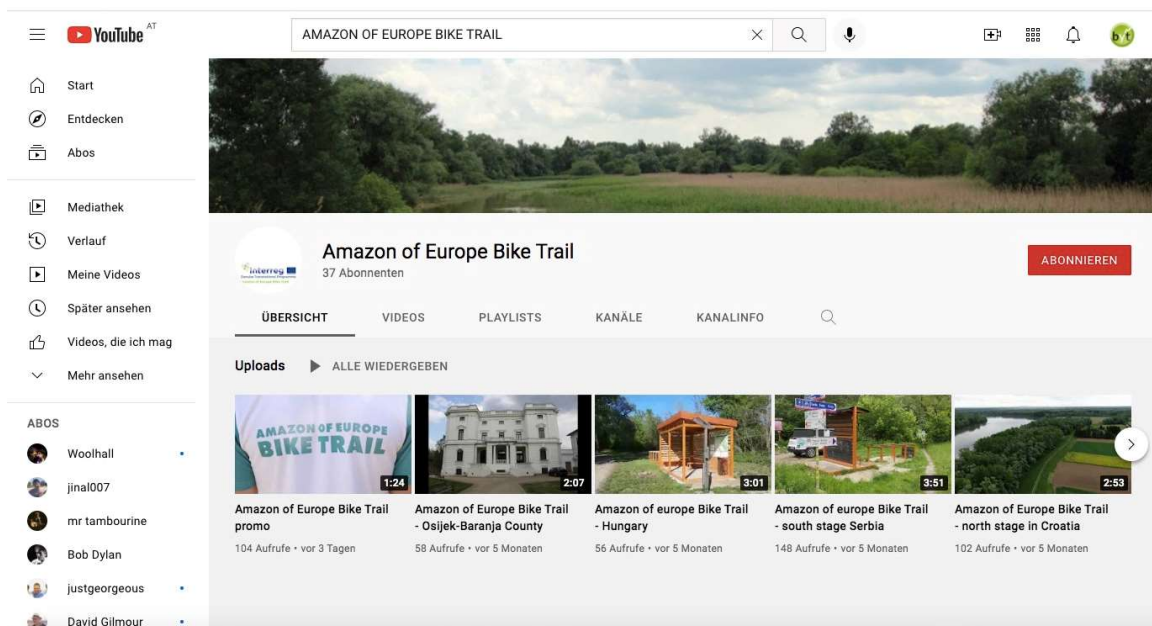 YouTube AT
AMAZON OF EUROPE BIKE TRAIL
byt
Start
Entdecken
Abos
Mediathek
Verlauf
Meine Videos
Später ansehen
Videos, die ich mag
Mehr ansehen
ABOS
Woolhall
jinal007
mr tambourine
Bob Dylan
justgeorgeous
David Gilmour
Interreg
Amazon of Europe Bike Trail
37 Abonnenten
ABONNIEREN
ÜBERSICHT VIDEOS PLAYLISTS KANÄLE KANALINFO
Uploads ALLE WIEDERGEBEN
AMAZON OF EUROPE
BIKE TRAIL
1:24
Amazon of Europe Bike Trail
promo
104 Aufrufe • vor 3 Tagen
2:07
Amazon of Europe Bike Trail
- Osijek-Baranja County
58 Aufrufe • vor 5 Monaten
3:01
Amazon of europe Bike Trail
- Hungary
56 Aufrufe • vor 5 Monaten
3:51
Amazon of europe Bike Trail
- south stage Serbia
148 Aufrufe • vor 5 Monaten
2:53
Amazon of Europe Bike Trail
- north stage in Croatia
102 Aufrufe • vor 5 Monaten